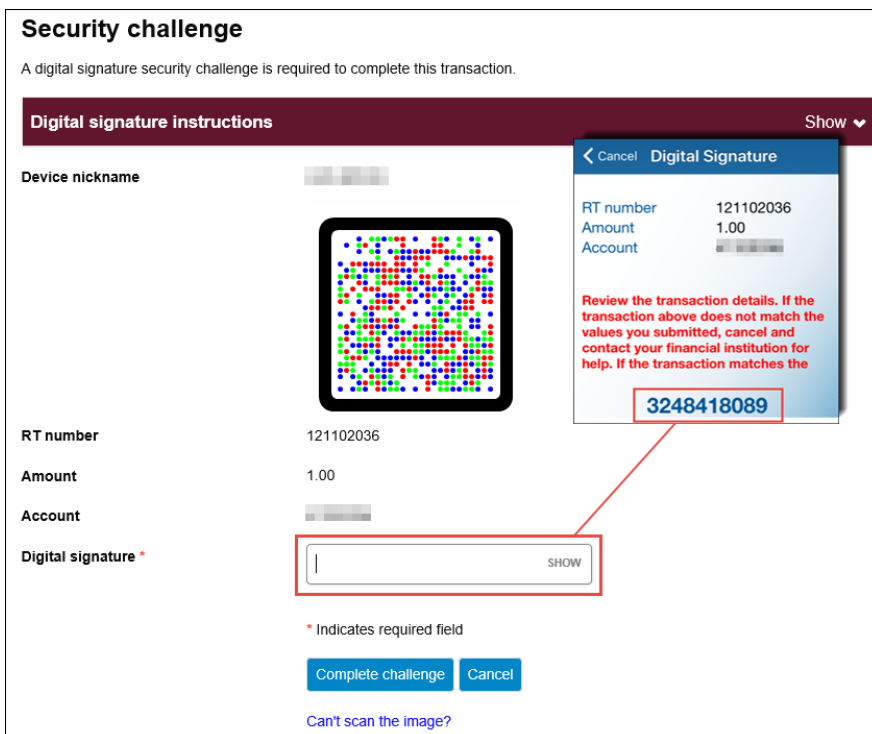 Security challenge
A digital signature security challenge is required to complete this transaction.
Digital signature instructions
Show
Device nickname
Cancel Digital Signature
RT number 121102036
Amount 1.00
Account
Review the transaction details. If the
transaction above does not match the
values you submitted, cancel and
contact your financial institution for
help. If the transaction matches the
3248418089
RT number 121102036
Amount 1.00
Account
Digital signature *
SHOW
* Indicates required field
Complete challenge
Cancel
Can't scan the image?